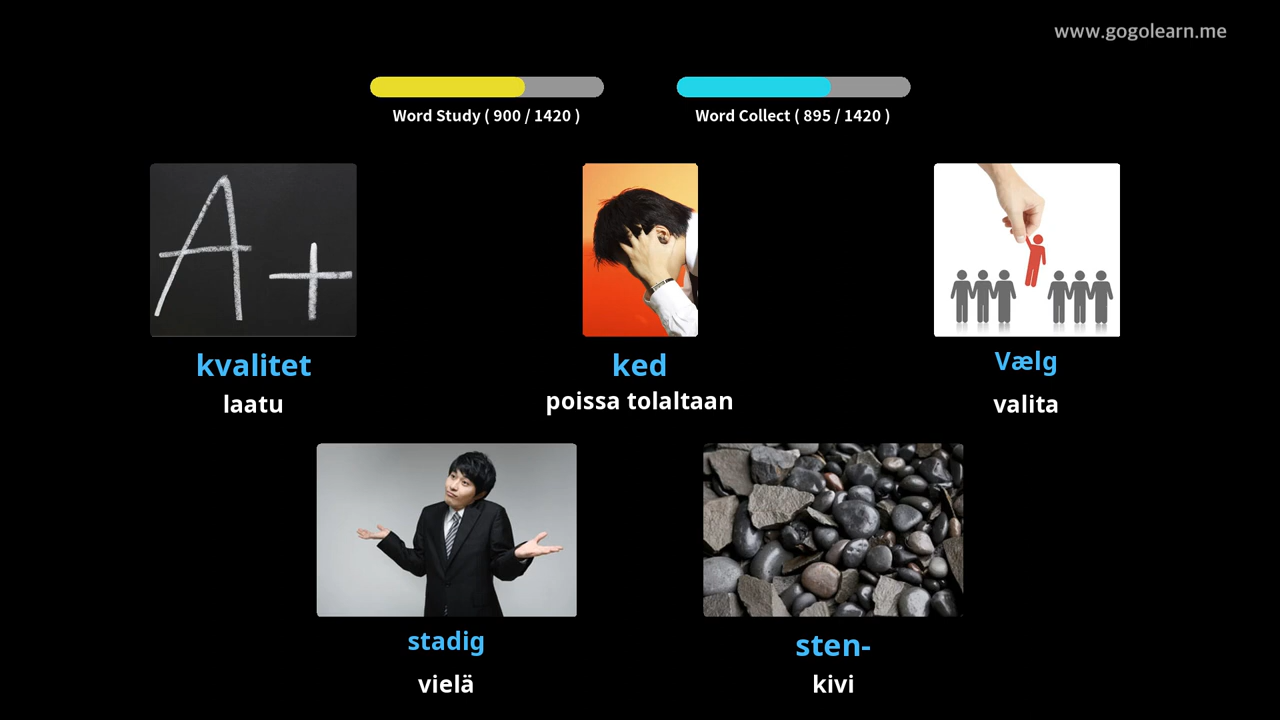 www.gogolearn.me
Word Study ( 900 / 1420 )
Word Collect ( 895 / 1420 )
A+
kvalitet
laatu
ked
poissa tolaltaan
Vælg
valita
stadig
vielä
sten-
kivi